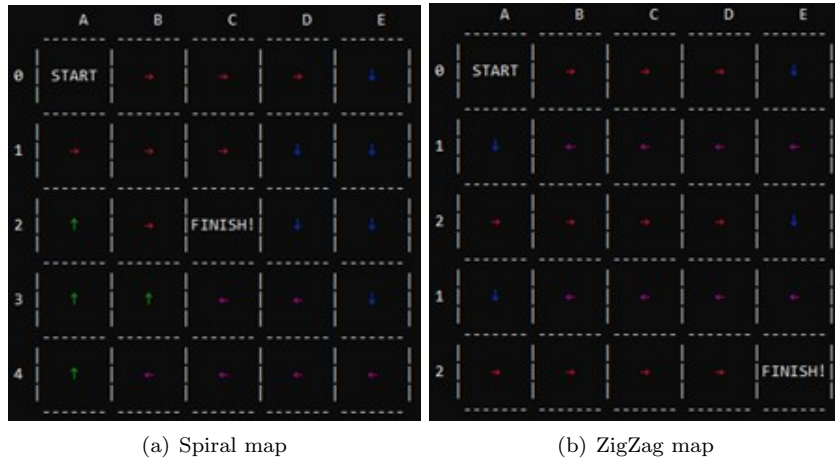 A B C D E
0 START → → → ↓
1 → → → ↓ ↓
2 ↑ → FINISH! ↓ ↓
3 ↑ ↑ ← ← ↓
4 ↑ ← ← ← ←
A B C D E
0 START → → → ↓
1 ↓ ← ← ← ←
2 → → → → ↓
1 ↓ ← ← ← ←
2 → → → → FINISH!
(a) Spiral map
(b) ZigZag map